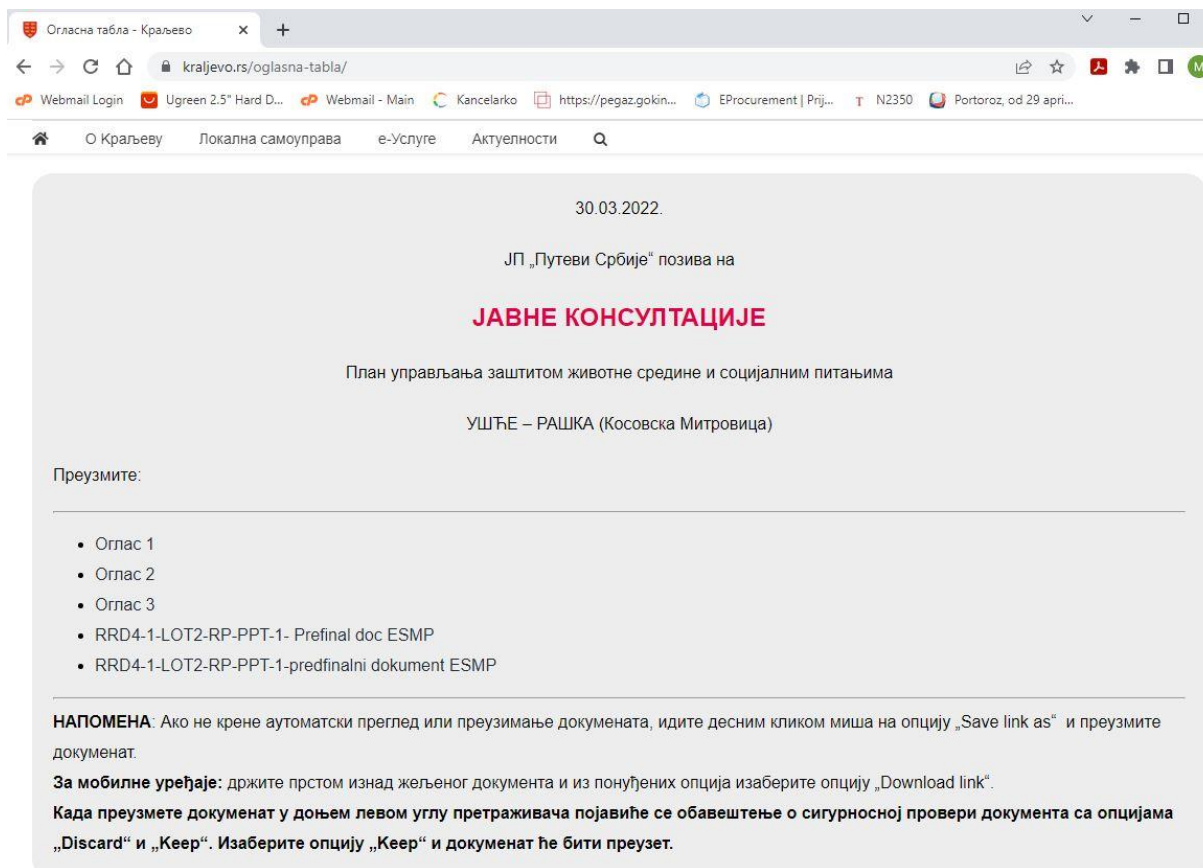 Огласна табла - Краљево
kraljevo.rs/oglasna-tabla/
Webmail Login Ugreen 2.5" Hard D... Webmail - Main Kancelarko https://pegaz.gokin... EProcurement | Prij... N2350 Portoroz, od 29 apri...
О Краљеву Локална самоуправа е-Услуге Актуелности
30.03.2022.
ЈП „Путеви Србије“ позива на
ЈАВНЕ КОНСУЛТАЦИЈЕ
План управљања заштитом животне средине и социјалним питањима
УШЋЕ – РАШКА (Косовска Митровица)
Преузмите:
Оглас 1
Оглас 2
Оглас 3
RRD4-1-LOT2-RP-PPT-1- Prefinal doc ESMP
RRD4-1-LOT2-RP-PPT-1-predfinalni dokument ESMP
НАПОМЕНА: Ако не крене аутоматски преглед или преузимање докумената, идите десним кликом миша на опцију „Save link as“ и преузмите
документ.
За мобилне уређаје: држите прстом изнад жељеног документа и из понуђених опција изаберите опцију „Download link“.
Када преузмете документ у доњем левом углу претраживача појавиће се обавештење о сигурносној провери документа са опцијама
„Discard“ и „Keep“. Изаберите опцију „Keep“ и документ ће бити преузет.